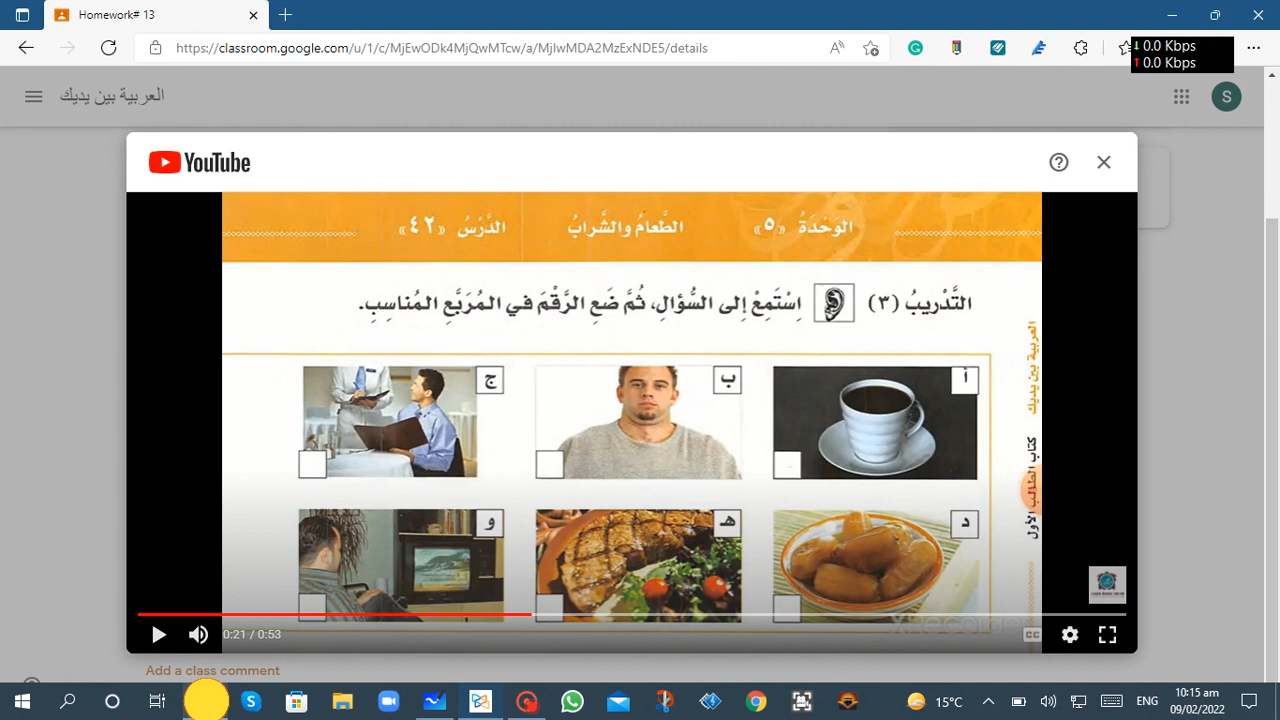 Homework# 13
https://classroom.google.com/u/1/c/MjEwODk4MjQwMTcw/a/MjIwMDA2MzExNDE5/details
0.0 Kbps
0.0 Kbps
العربية بين يديك
S
YouTube
الوَحْدَةُ «٥» الطَّعامُ والشَّرابُ الدَّرْسُ «٤٢»
التَّدْريبُ (٣) اِسْتَمِعْ إلى السُّؤالِ، ثُمَّ ضَعِ الرَّقْمَ في المُرَبَّعِ المُناسِبِ.
أ
ب
ج
د
هـ
و
العربية بين يديك كتاب الطالب الأول
XRecorder
0:21 / 0:53
CC
Add a class comment
15°C
ENG
10:15 am
09/02/2022